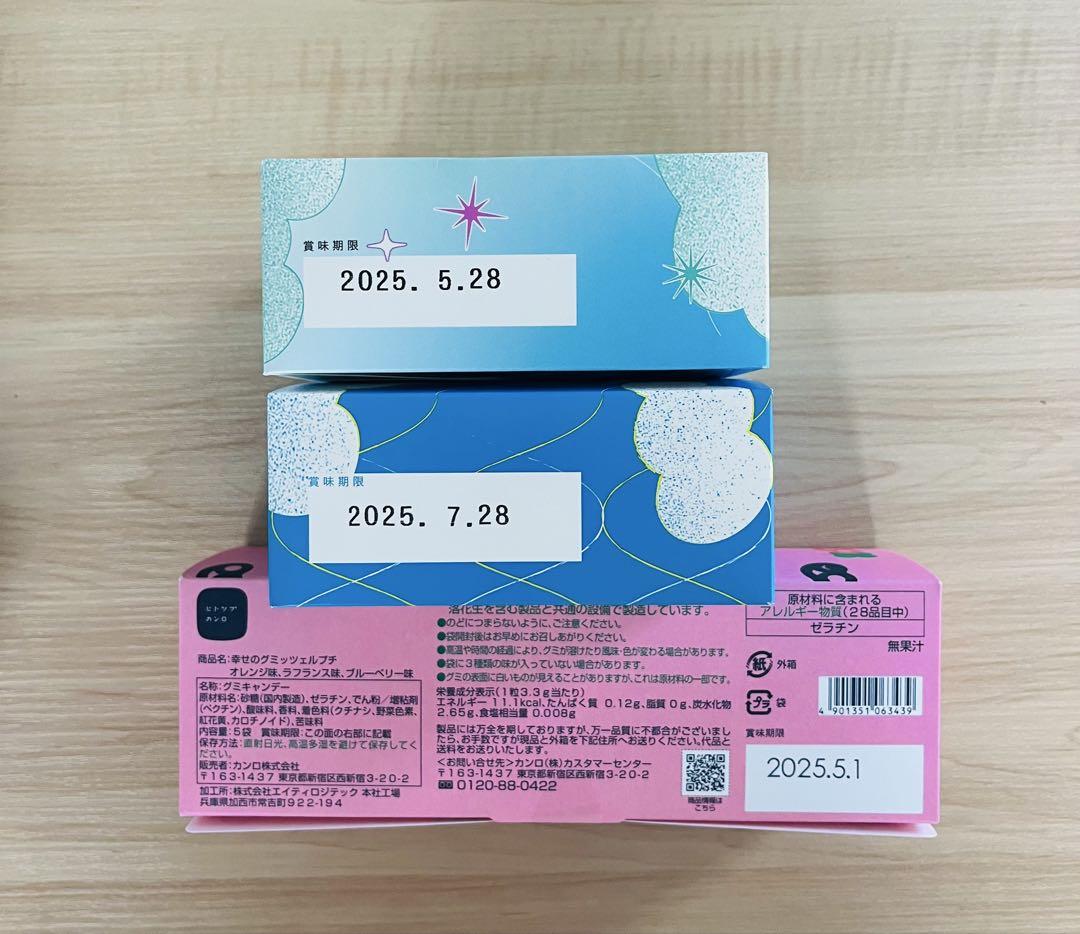 賞味期限
2025. 5.28
賞味期限
2025. 7.28
ヒトツブ
カンロ
商品名:幸せのグミッツェルプチ
オレンジ味、ラフランス味、ブルーベリー味
名称:グミキャンデー
原材料名:砂糖(国内製造)、ゼラチン、でん粉/増粘剤
(ペクチン)、酸味料、香料、着色料(クチナシ、野菜色素、
紅花黄、カロチノイド)、苦味料
内容量:5袋 賞味期限:この面の右部に記載
保存方法:直射日光、高温多湿を避けて保存してく
ださい。
販売者:カンロ株式会社
〒163-1437 東京都新宿区西新宿3-20-2
加工所:株式会社エイティロジテック 本社工場
兵庫県加西市常吉町922-194
落花生を含む製品と共通の設備で製造しています。
●のどにつまらないように、ご注意ください。
●袋開封後はお早めにお召しあがりください。
●高温や時間の経過により、グミが溶けたり風味・色が変わる場合があります。
●袋に3種類の味が入っていない場合があります。
●グミの表面に白いものが見えることがありますが、これは原材料の一部です。
栄養成分表示(1粒3.3g当たり)
エネルギー 11.1kcal、たんぱく質 0.12g、脂質 0g、炭水化物
2.65g、食塩相当量 0.008g
製品には万全を期しておりますが、万一品質に不都合がございまし
たら、お手数ですが現品と外箱を下記住所へお送りください。代品と
送料をお送りいたします。
<お問い合せ先>カンロ(株)カスタマーセンター
〒163-1437 東京都新宿区西新宿3-20-2
0120-88-0422
商品情報は
こちら
原材料に含まれる
アレルギー物質(28品目中)
ゼラチン
無果汁
紙 外箱
プラ 袋
4 901351 063439
賞味期限
2025.5.1